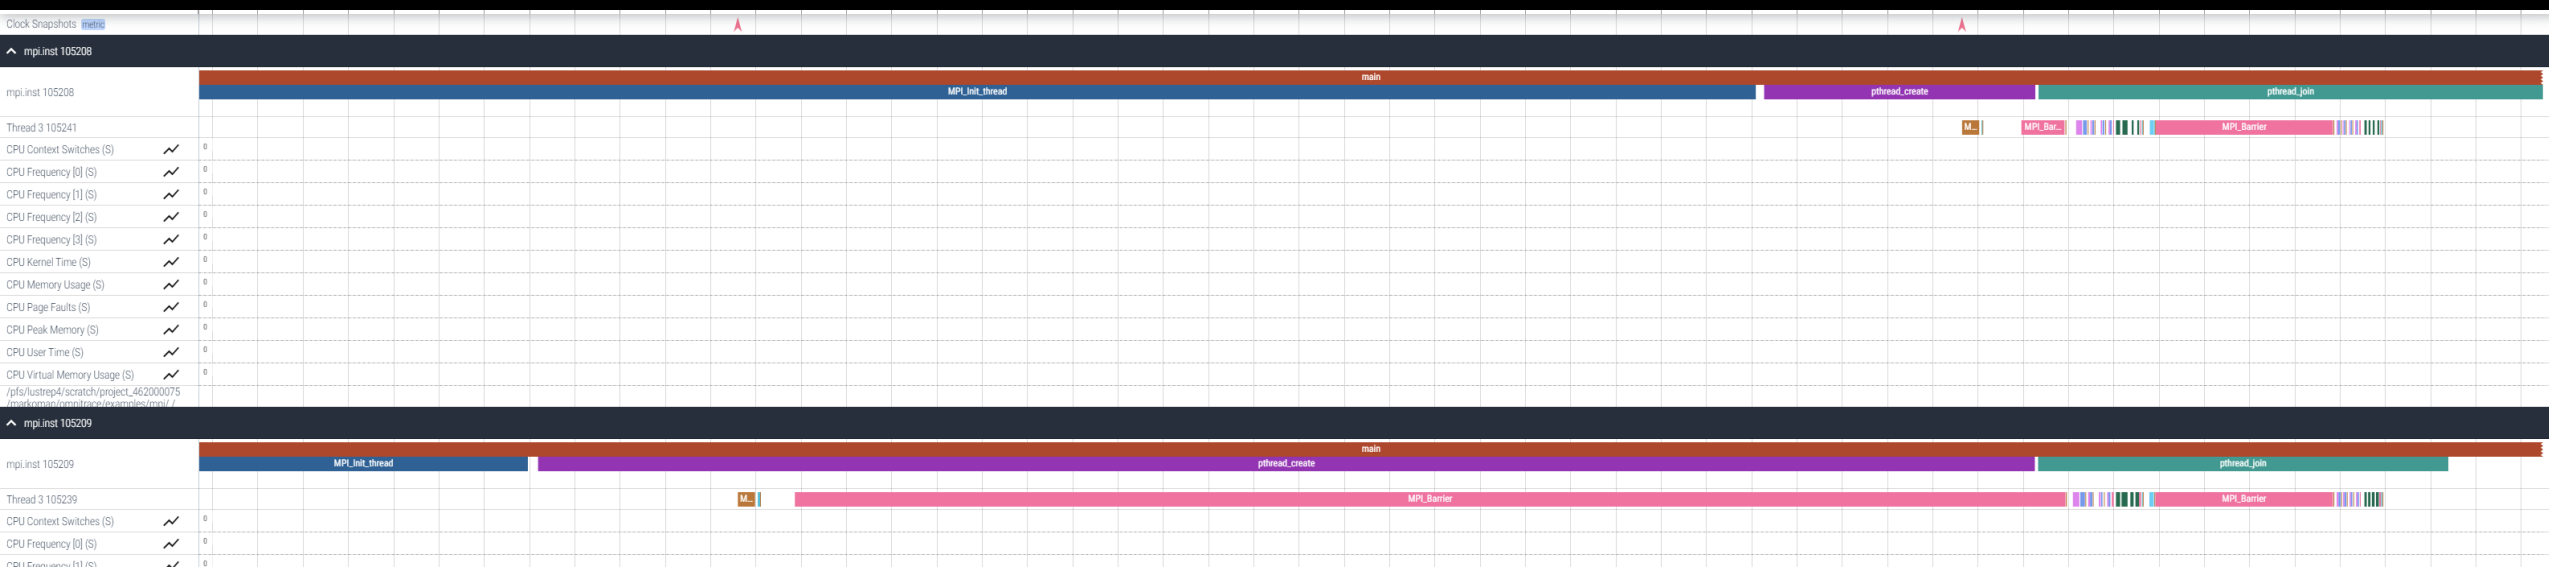 Clock Snapshots metric
mpi.inst 105208
main
mpi.inst 105208 MPI_Init_thread pthread_create pthread_join
Thread 3 105241 M... MPI_Bar... MPI_Barrier
CPU Context Switches (S) 0
CPU Frequency [0] (S) 0
CPU Frequency [1] (S) 0
CPU Frequency [2] (S) 0
CPU Frequency [3] (S) 0
CPU Kernel Time (S) 0
CPU Memory Usage (S) 0
CPU Page Faults (S) 0
CPU Peak Memory (S) 0
CPU User Time (S) 0
CPU Virtual Memory Usage (S) 0
/pfs/lustrep4/scratch/project_462000075
/markoman/omnitrace/examples/mpi/ /
mpi.inst 105209
main
mpi.inst 105209 MPI_Init_thread pthread_create pthread_join
Thread 3 105239 M... MPI_Barrier MPI_Barrier
CPU Context Switches (S) 0
CPU Frequency [0] (S) 0
CPU Frequency [1] (S) 0